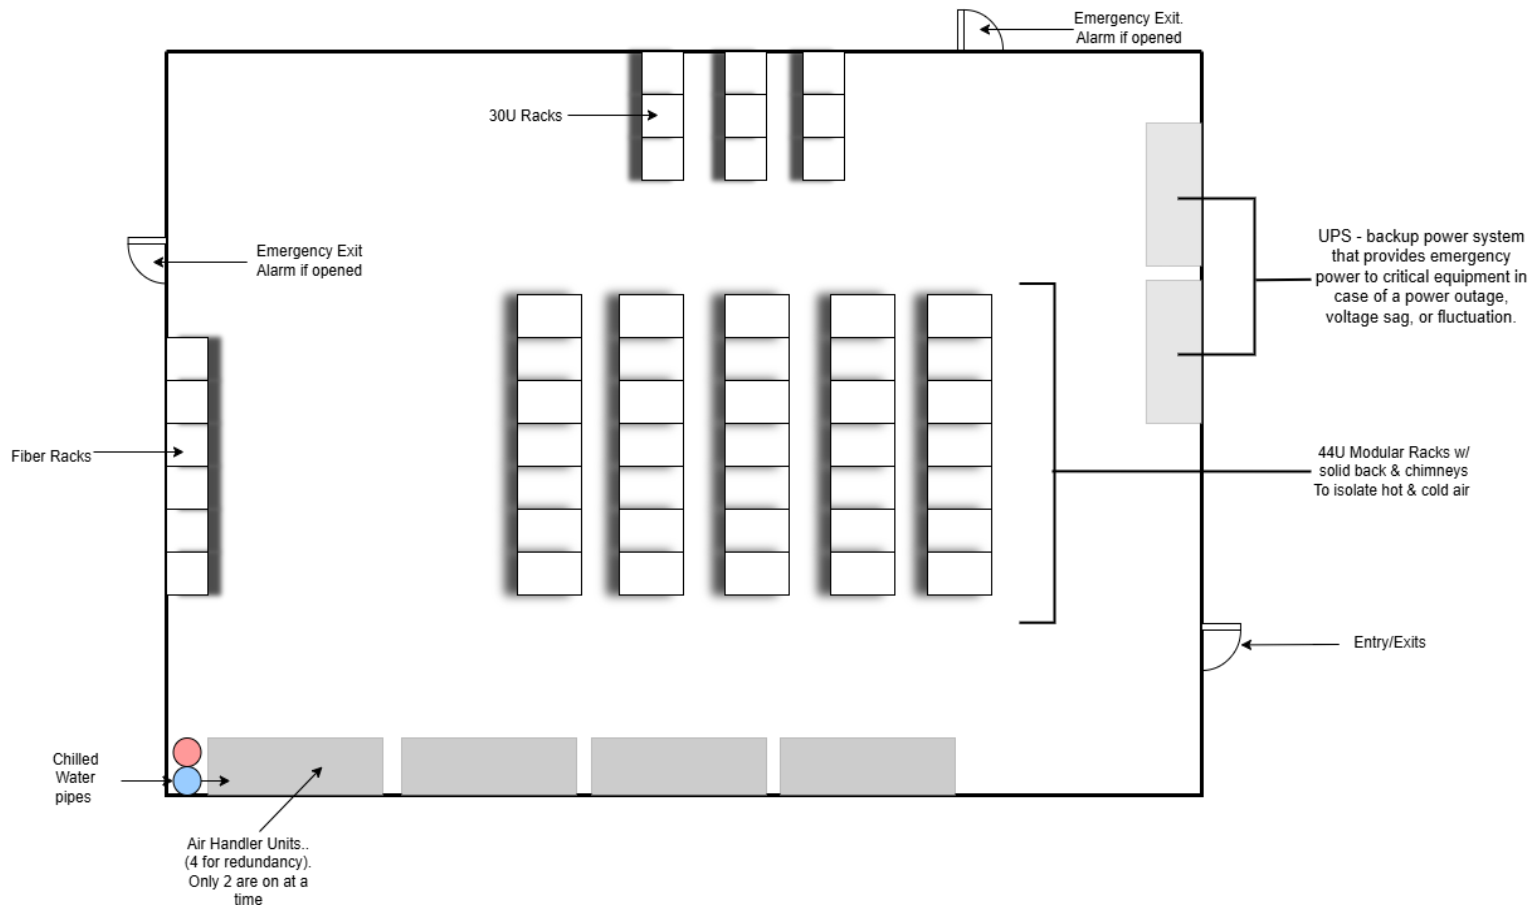 Emergency Exit.
Alarm if opened
30U Racks
Emergency Exit
Alarm if opened
UPS - backup power system
that provides emergency
power to critical equipment in
case of a power outage,
voltage sag, or fluctuation.
Fiber Racks
44U Modular Racks w/
solid back & chimneys
To isolate hot & cold air
Entry/Exits
Chilled
Water
pipes
Air Handler Units..
(4 for redundancy).
Only 2 are on at a
time